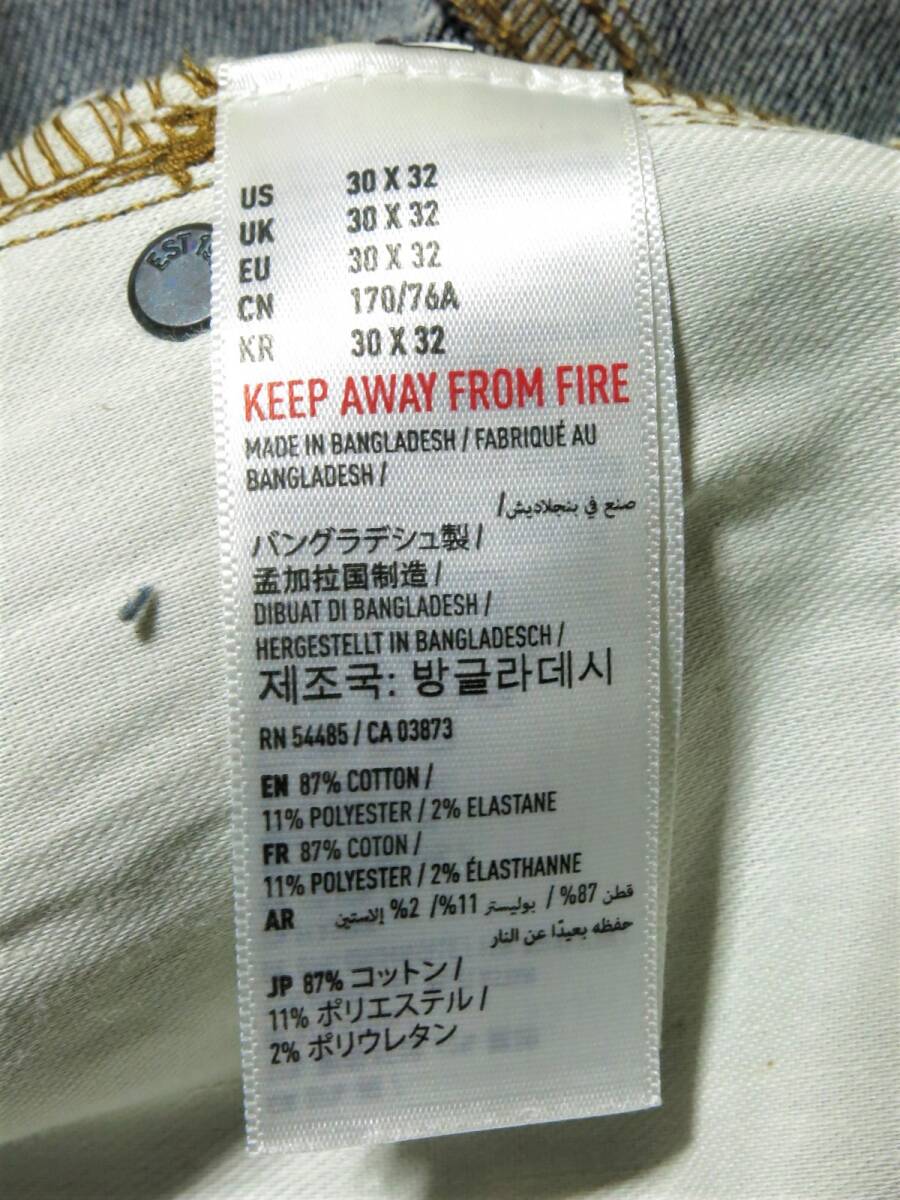 EST
US 30 X 32
UK 30 X 32
EU 30 X 32
CN 170/76A
KR 30 X 32
KEEP AWAY FROM FIRE
MADE IN BANGLADESH / FABRIQUÉ AU
BANGLADESH /
صنع في بنجلاديش/
バングラデシュ製 /
孟加拉国制造 /
DIBUAT DI BANGLADESH /
HERGESTELLT IN BANGLADESCH /
제조국: 방글라데시
RN 54485 / CA 03873
EN 87% COTTON /
11% POLYESTER / 2% ELASTANE
FR 87% COTON /
11% POLYESTER / 2% ÉLASTHANNE
AR قطن 87% / بوليستر 11%/ 2% إلاستين
حفظه بعيدًا عن النار
JP 87% コットン /
11% ポリエステル /
2% ポリウレタン